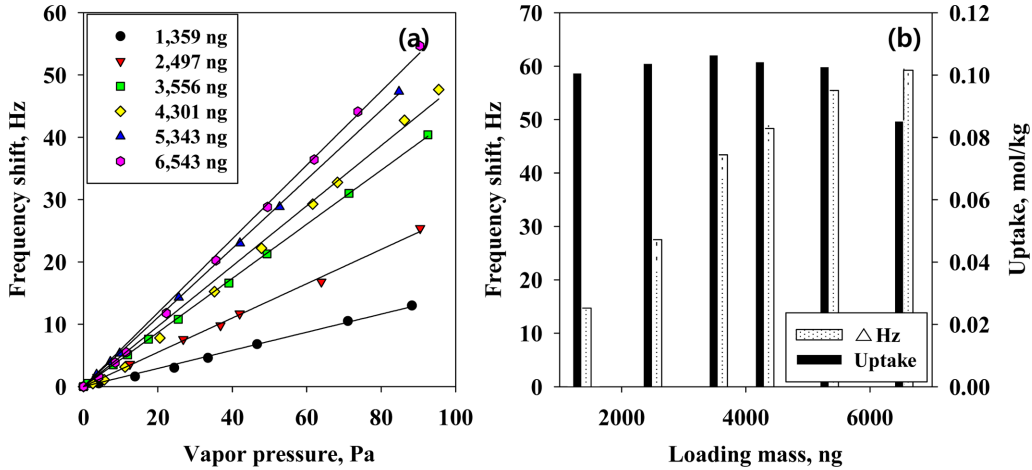 (a)
1,359 ng
2,497 ng
3,556 ng
4,301 ng
5,343 ng
6,543 ng
Frequency shift, Hz
60
50
40
30
20
10
0
0 20 40 60 80 100
Vapor pressure, Pa
(b)
Frequency shift, Hz
70
60
50
40
30
20
10
0
2000 4000 6000
Loading mass, ng
0.12
0.10
0.08
0.06
0.04
0.02
0.00
Uptake, mol/kg
△ Hz
Uptake